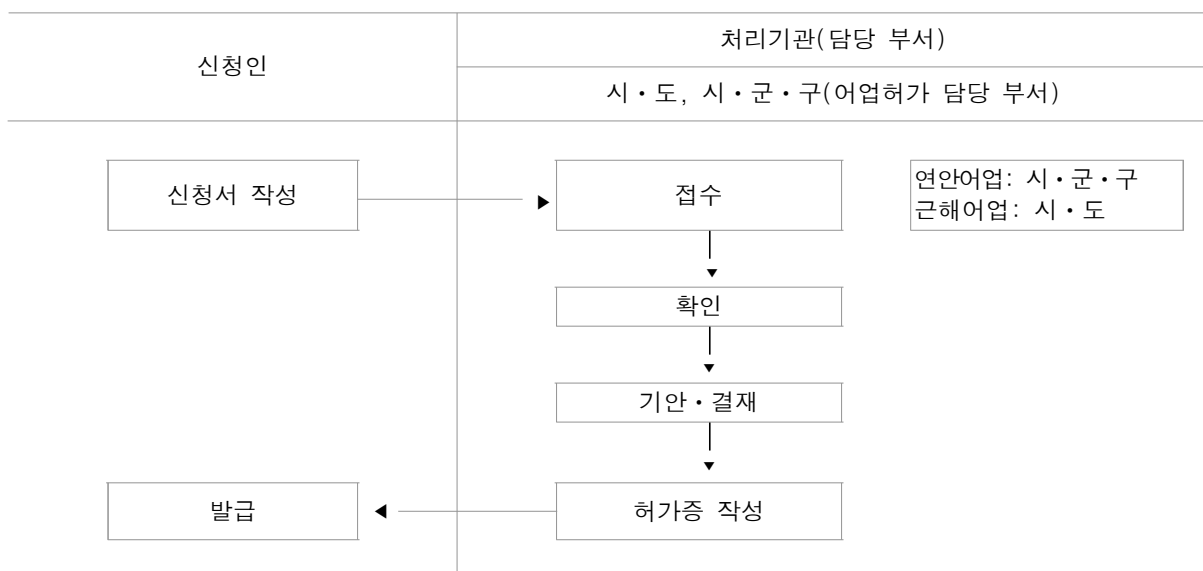 신청인
처리기관(담당 부서)
시・도, 시・군・구(어업허가 담당 부서)
신청서 작성
접수
연안어업: 시・군・구
근해어업: 시・도
확인
기안・결재
발급
허가증 작성